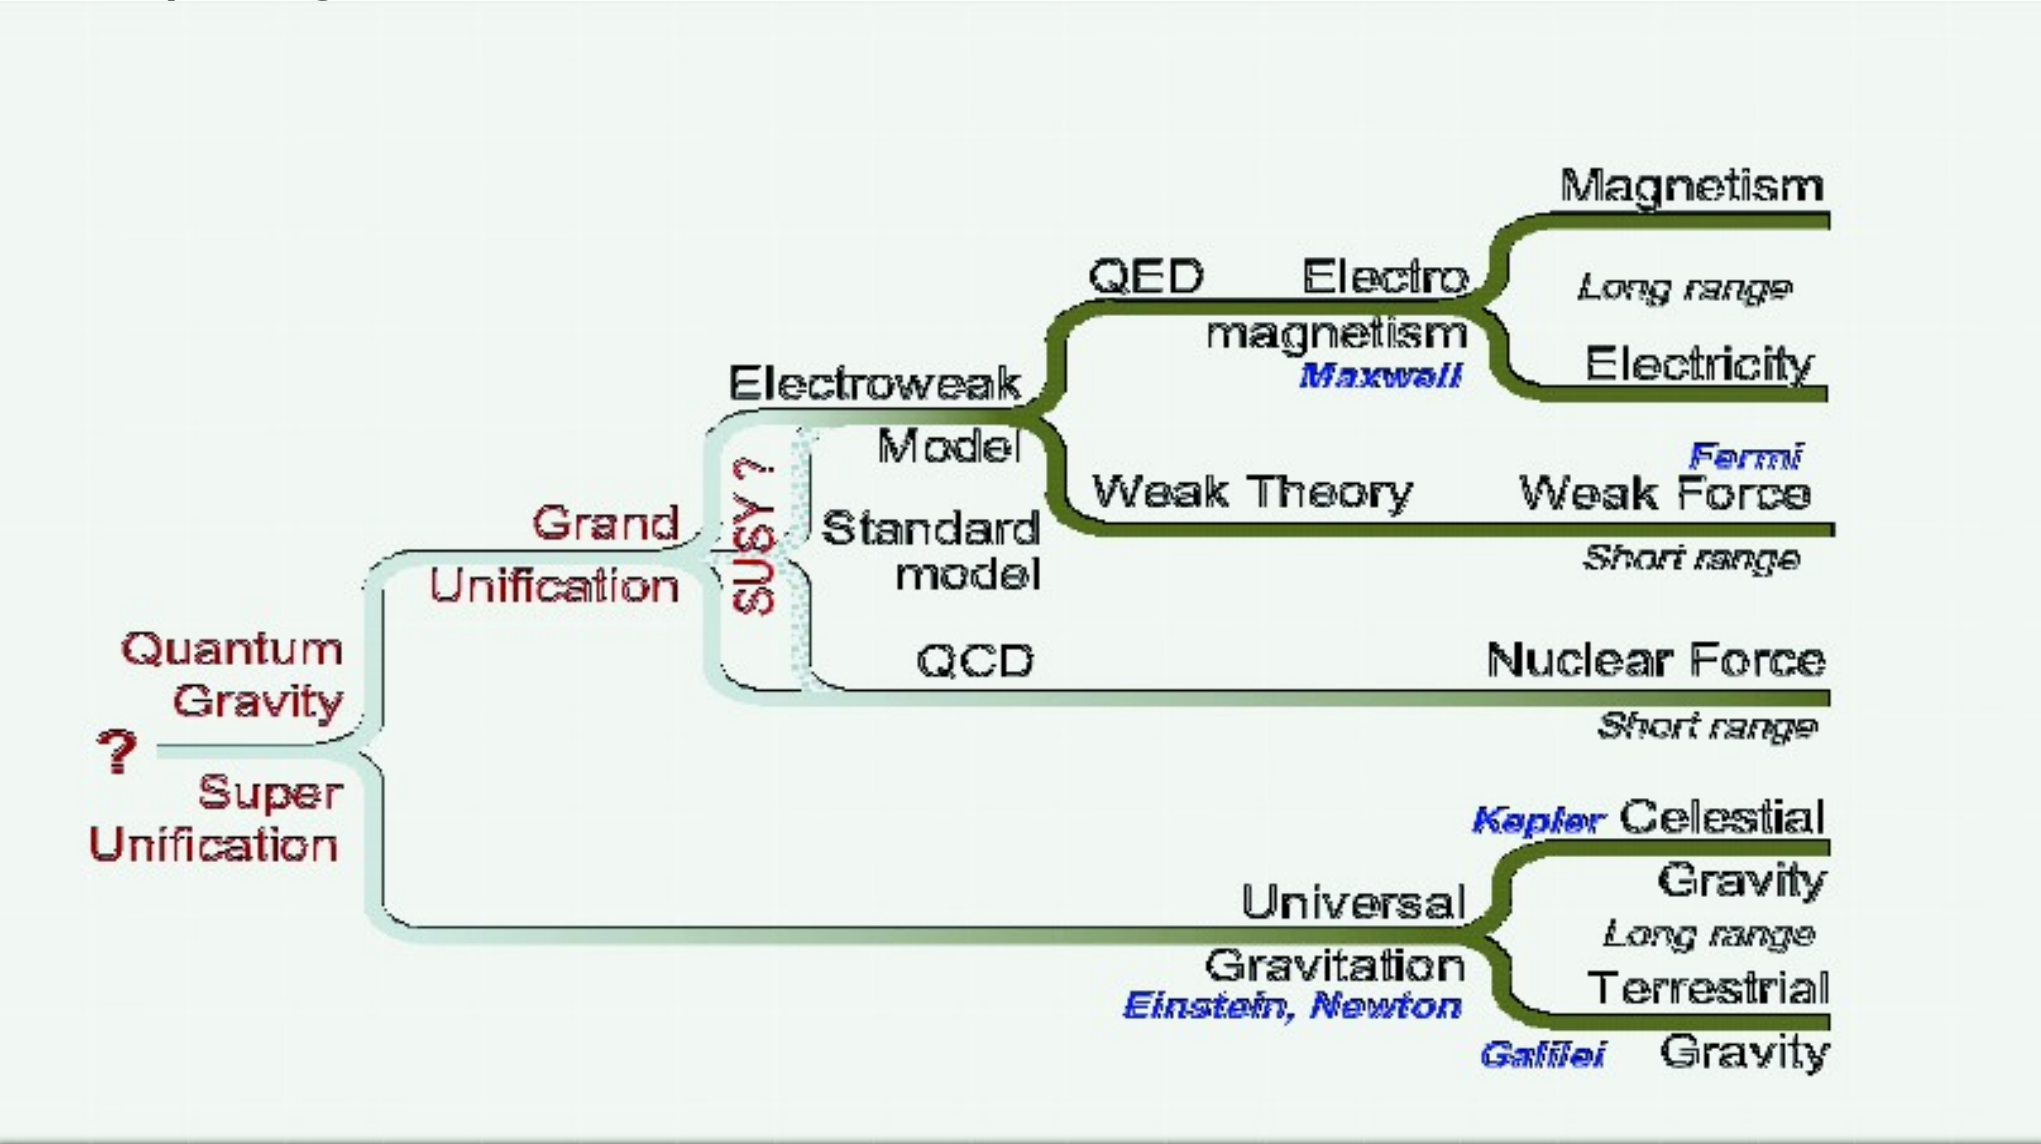 Magnetism
QED Electro
Long range
magnetism
Maxwell
Electricity
Electroweak
Model
Fermi
Weak Theory Weak Force
Short range
SUSY ?
Grand
Unification
Standard
model
QCD Nuclear Force
Short range
Quantum
Gravity
?
Super
Unification
Kepler Celestial
Gravity
Universal
Long range
Gravitation
Einstein, Newton
Terrestrial
Galilei Gravity